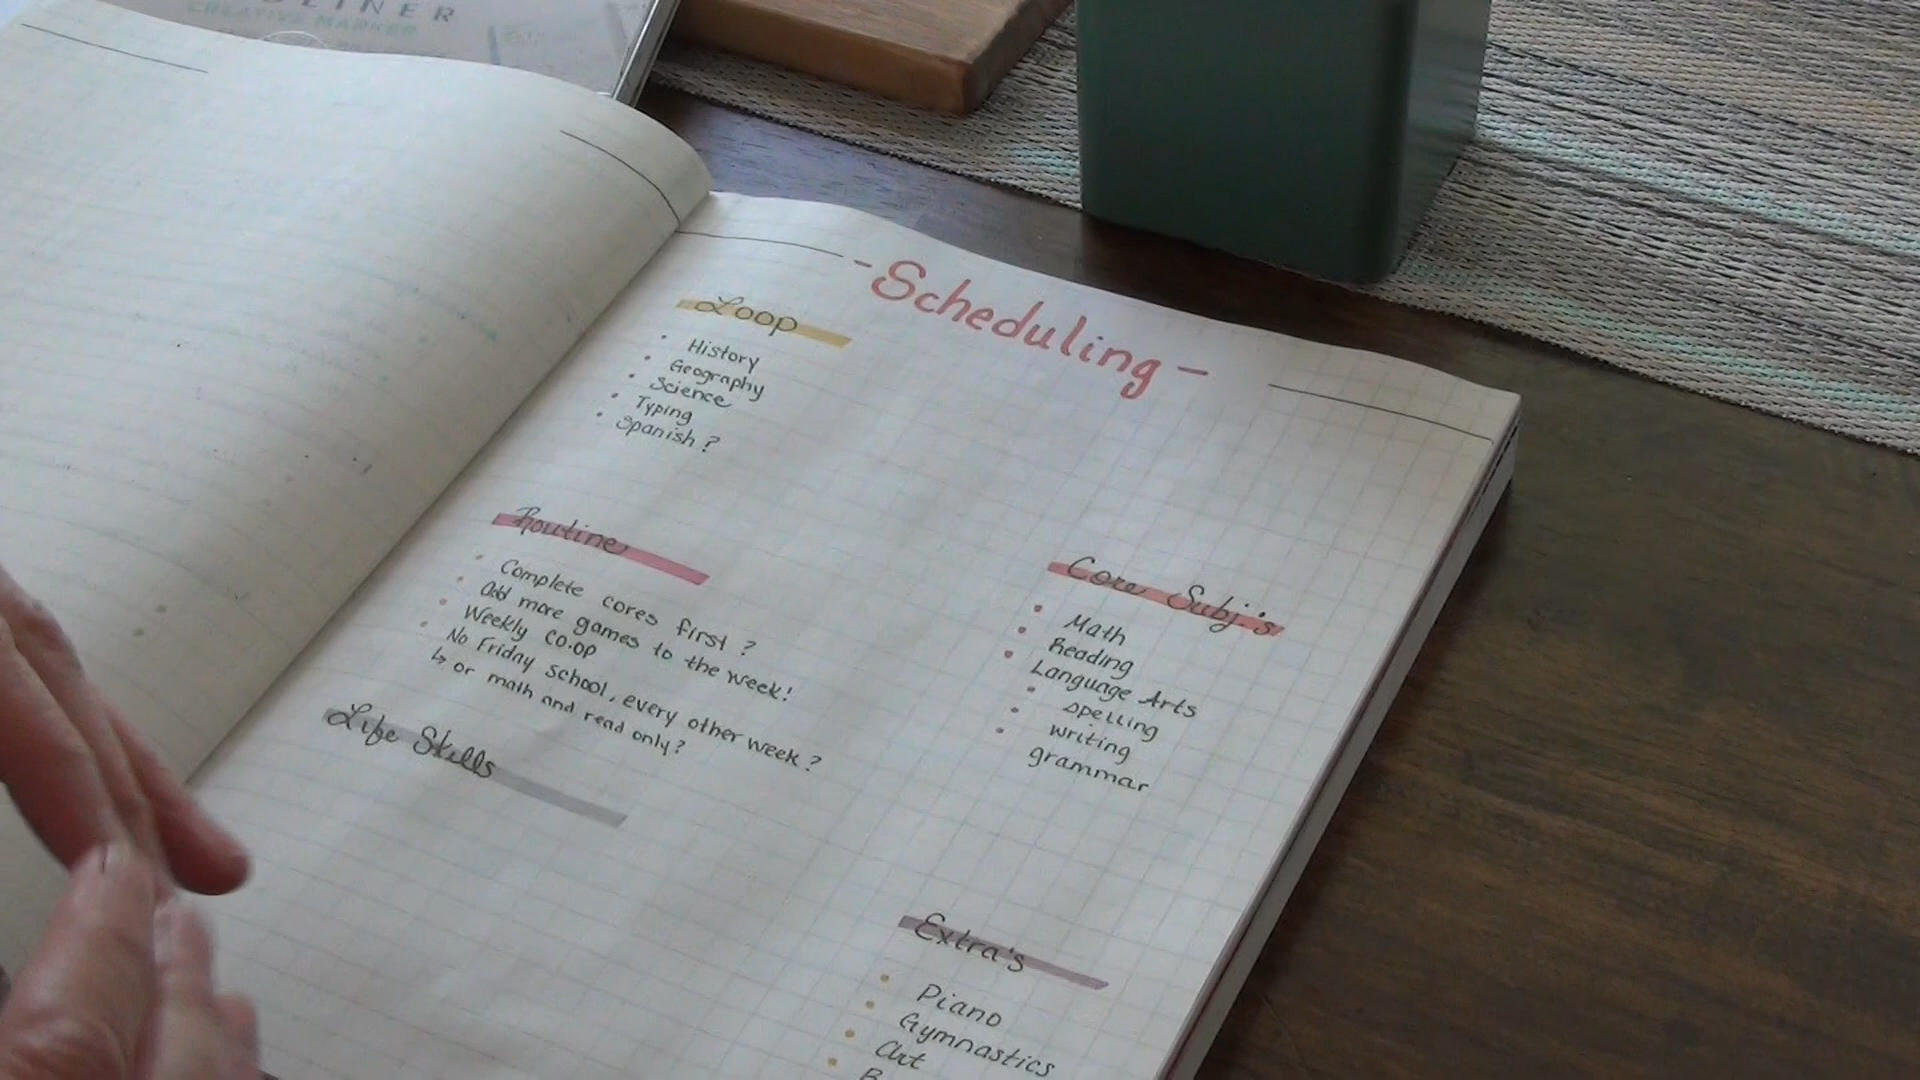 CREATIVE MARKER
- Scheduling -
Loop
History
Geography
Science
Typing
Spanish?
Routine
Complete cores first?
Add more games to the week!
Weekly co.op
No Friday school, every other week?
↳ or math and read only?
Life Skills
Core Subj.'s
Math
Reading
Language Arts
spelling
writing
grammar
Extra's
Piano
Gymnastics
Art